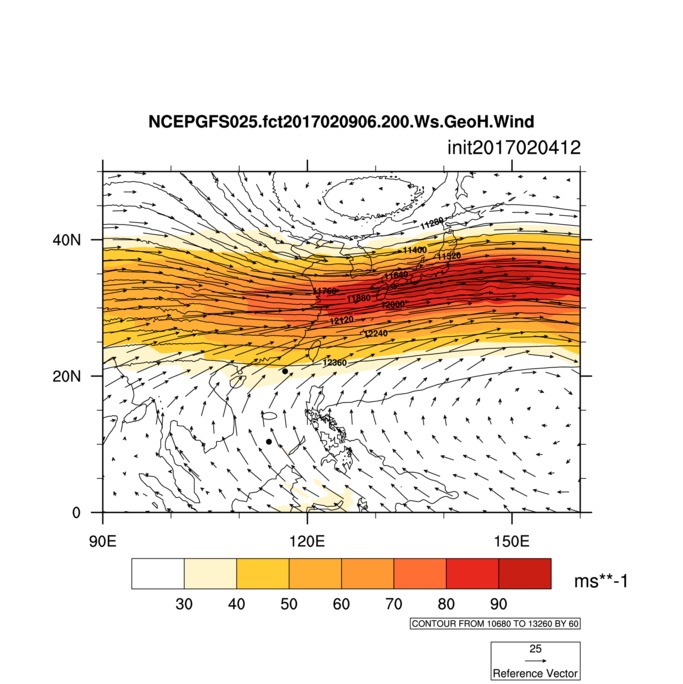 NCEPGFS025.fct2017020906.200.Ws.GeoH.Wind
init2017020412
11280
40N
11400
11520
11640
11760
11880
12000
12120
12240
12360
20N
0
90E 120E 150E
ms**-1
30 40 50 60 70 80 90
CONTOUR FROM 10680 TO 13260 BY 60
25
Reference Vector